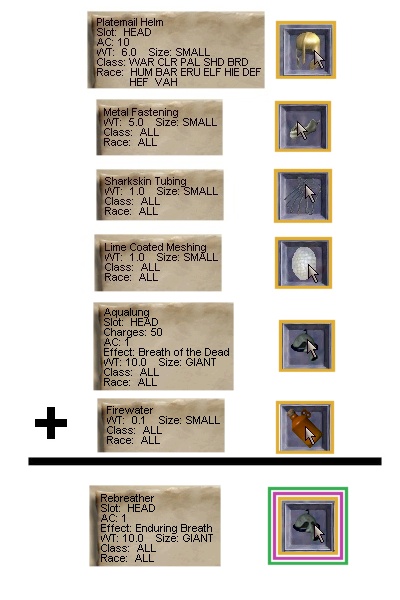 Platemail Helm
Slot: HEAD
AC: 10
WT: 6.0 Size: SMALL
Class: WAR CLR PAL SHD BRD
Race: HUM BAR ERU ELF HIE DEF
HEF VAH
Metal Fastening
WT: 5.0 Size: SMALL
Class: ALL
Race: ALL
Sharkskin Tubing
WT: 1.0 Size: SMALL
Class: ALL
Race: ALL
Lime Coated Meshing
WT: 1.0 Size: SMALL
Class: ALL
Race: ALL
Aqualung
Slot: HEAD
Charges: 50
AC: 1
Effect: Breath of the Dead
WT: 10.0 Size: GIANT
Class: ALL
Race: ALL
+
Firewater
WT: 0.1 Size: SMALL
Class: ALL
Race: ALL
Rebreather
Slot: HEAD
AC: 1
Effect: Enduring Breath
WT: 10.0 Size: GIANT
Class: ALL
Race: ALL